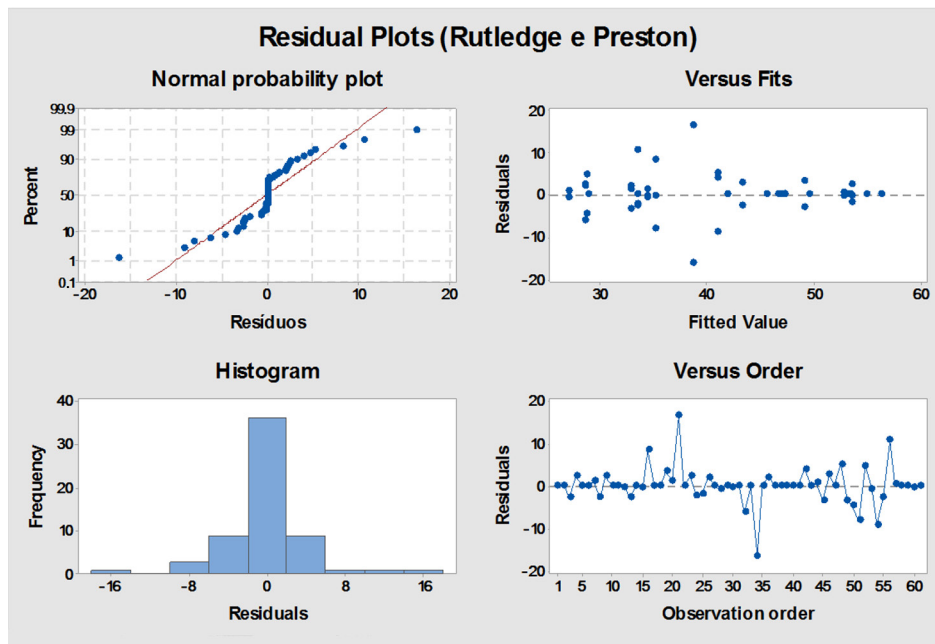 Residual Plots (Rutledge e Preston)
Normal probability plot
Percent
99.9
99
90
50
10
1
0.1
-20 -10 0 10 20
Resíduos
Versus Fits
Residuals
20
10
0
-10
-20
30 40 50 60
Fitted Value
Histogram
Frequency
40
30
20
10
0
-16 -8 0 8 16
Residuals
Versus Order
Residuals
20
10
0
-10
-20
1 5 10 15 20 25 30 35 40 45 50 55 60
Observation order